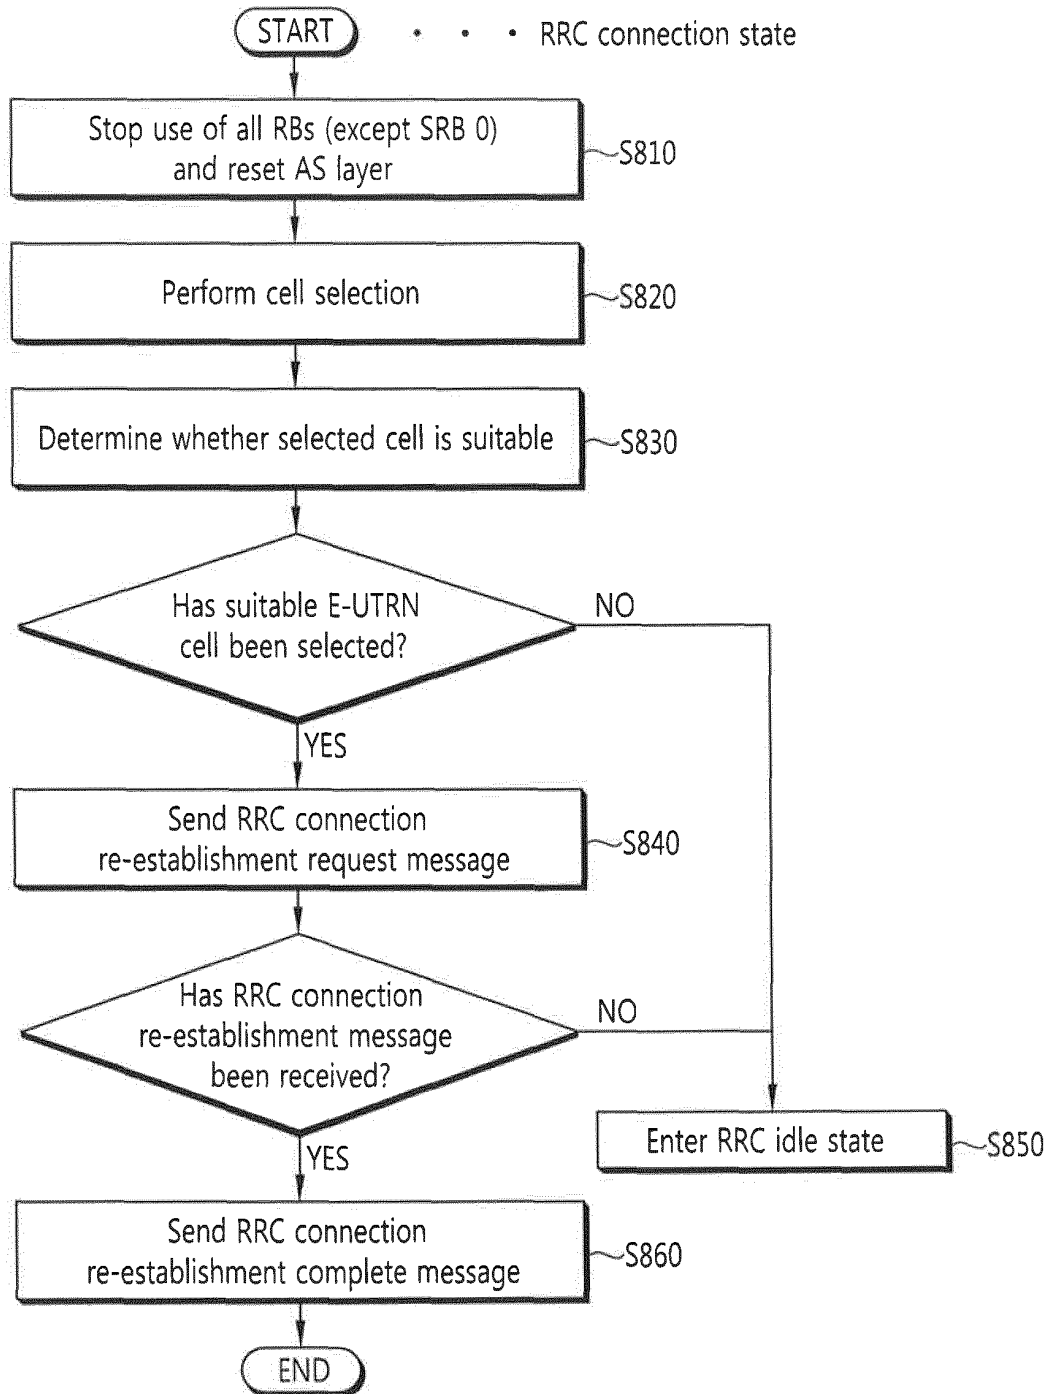 START
RRC connection state
Stop use of all RBs (except SRB 0)
and reset AS layer
S810
Perform cell selection
S820
Determine whether selected cell is suitable
S830
Has suitable E-UTRN
cell been selected?
NO
YES
Send RRC connection
re-establishment request message
S840
Has RRC connection
re-establishment message
been received?
NO
YES
Enter RRC idle state
S850
Send RRC connection
re-establishment complete message
S860
END